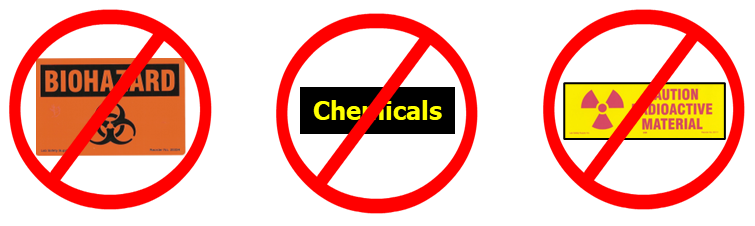 BIOHAZARD
Chemicals
CAUTION
RADIOACTIVE
MATERIAL